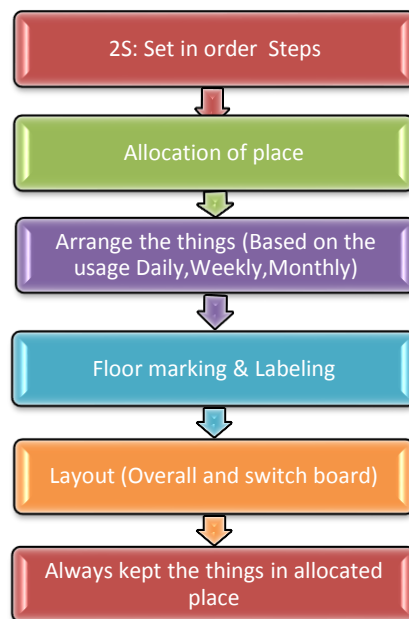 2S: Set in order Steps
Allocation of place
Arrange the things (Based on the
usage Daily,Weekly,Monthly)
Floor marking & Labeling
Layout (Overall and switch board)
Always kept the things in allocated
place